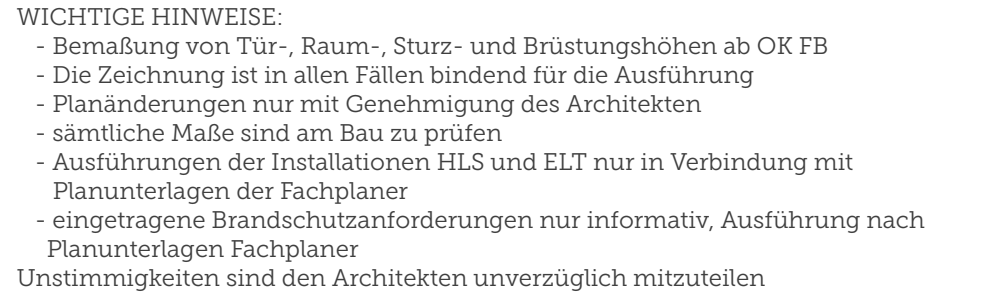 WICHTIGE HINWEISE:
- Bemaßung von Tür-, Raum-, Sturz- und Brüstungshöhen ab OK FB
- Die Zeichnung ist in allen Fällen bindend für die Ausführung
- Planänderungen nur mit Genehmigung des Architekten
- sämtliche Maße sind am Bau zu prüfen
- Ausführungen der Installationen HLS und ELT nur in Verbindung mit
Planunterlagen der Fachplaner
- eingetragene Brandschutzanforderungen nur informativ, Ausführung nach
Planunterlagen Fachplaner
Unstimmigkeiten sind den Architekten unverzüglich mitzuteilen